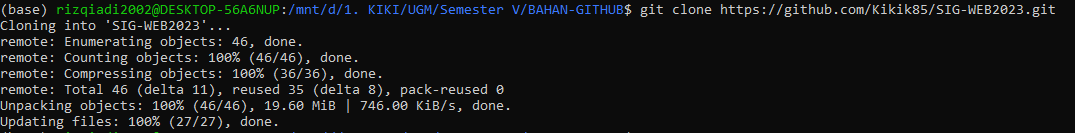 (base) rizqiadi2002@DESKTOP-56A6NUP:/mnt/d/1. KIKI/UGM/Semester V/BAHAN-GITHUB$ git clone https://github.com/Kikik85/SIG-WEB2023.git
Cloning into 'SIG-WEB2023'...
remote: Enumerating objects: 46, done.
remote: Counting objects: 100% (46/46), done.
remote: Compressing objects: 100% (36/36), done.
remote: Total 46 (delta 11), reused 35 (delta 8), pack-reused 0
Unpacking objects: 100% (46/46), 19.60 MiB | 746.00 KiB/s, done.
Updating files: 100% (27/27), done.